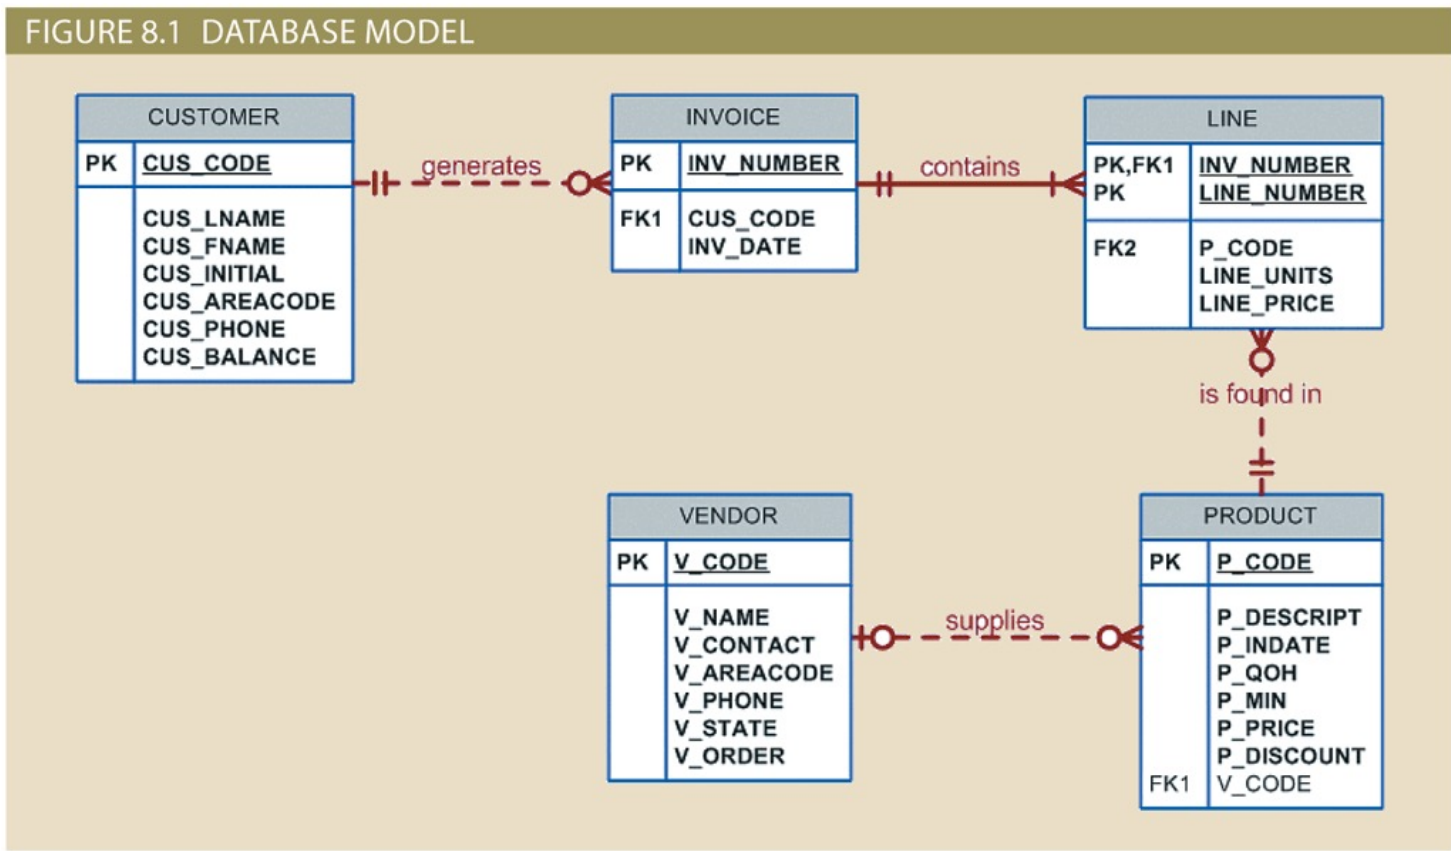 FIGURE 8.1 DATABASE MODEL
CUSTOMER
PK CUS_CODE
CUS_LNAME
CUS_FNAME
CUS_INITIAL
CUS_AREACODE
CUS_PHONE
CUS_BALANCE
generates
INVOICE
PK INV_NUMBER
FK1 CUS_CODE
INV_DATE
contains
LINE
PK,FK1 INV_NUMBER
PK LINE_NUMBER
FK2 P_CODE
LINE_UNITS
LINE_PRICE
is found in
VENDOR
PK V_CODE
V_NAME
V_CONTACT
V_AREACODE
V_PHONE
V_STATE
V_ORDER
supplies
PRODUCT
PK P_CODE
P_DESCRIPT
P_INDATE
P_QOH
P_MIN
P_PRICE
P_DISCOUNT
FK1 V_CODE